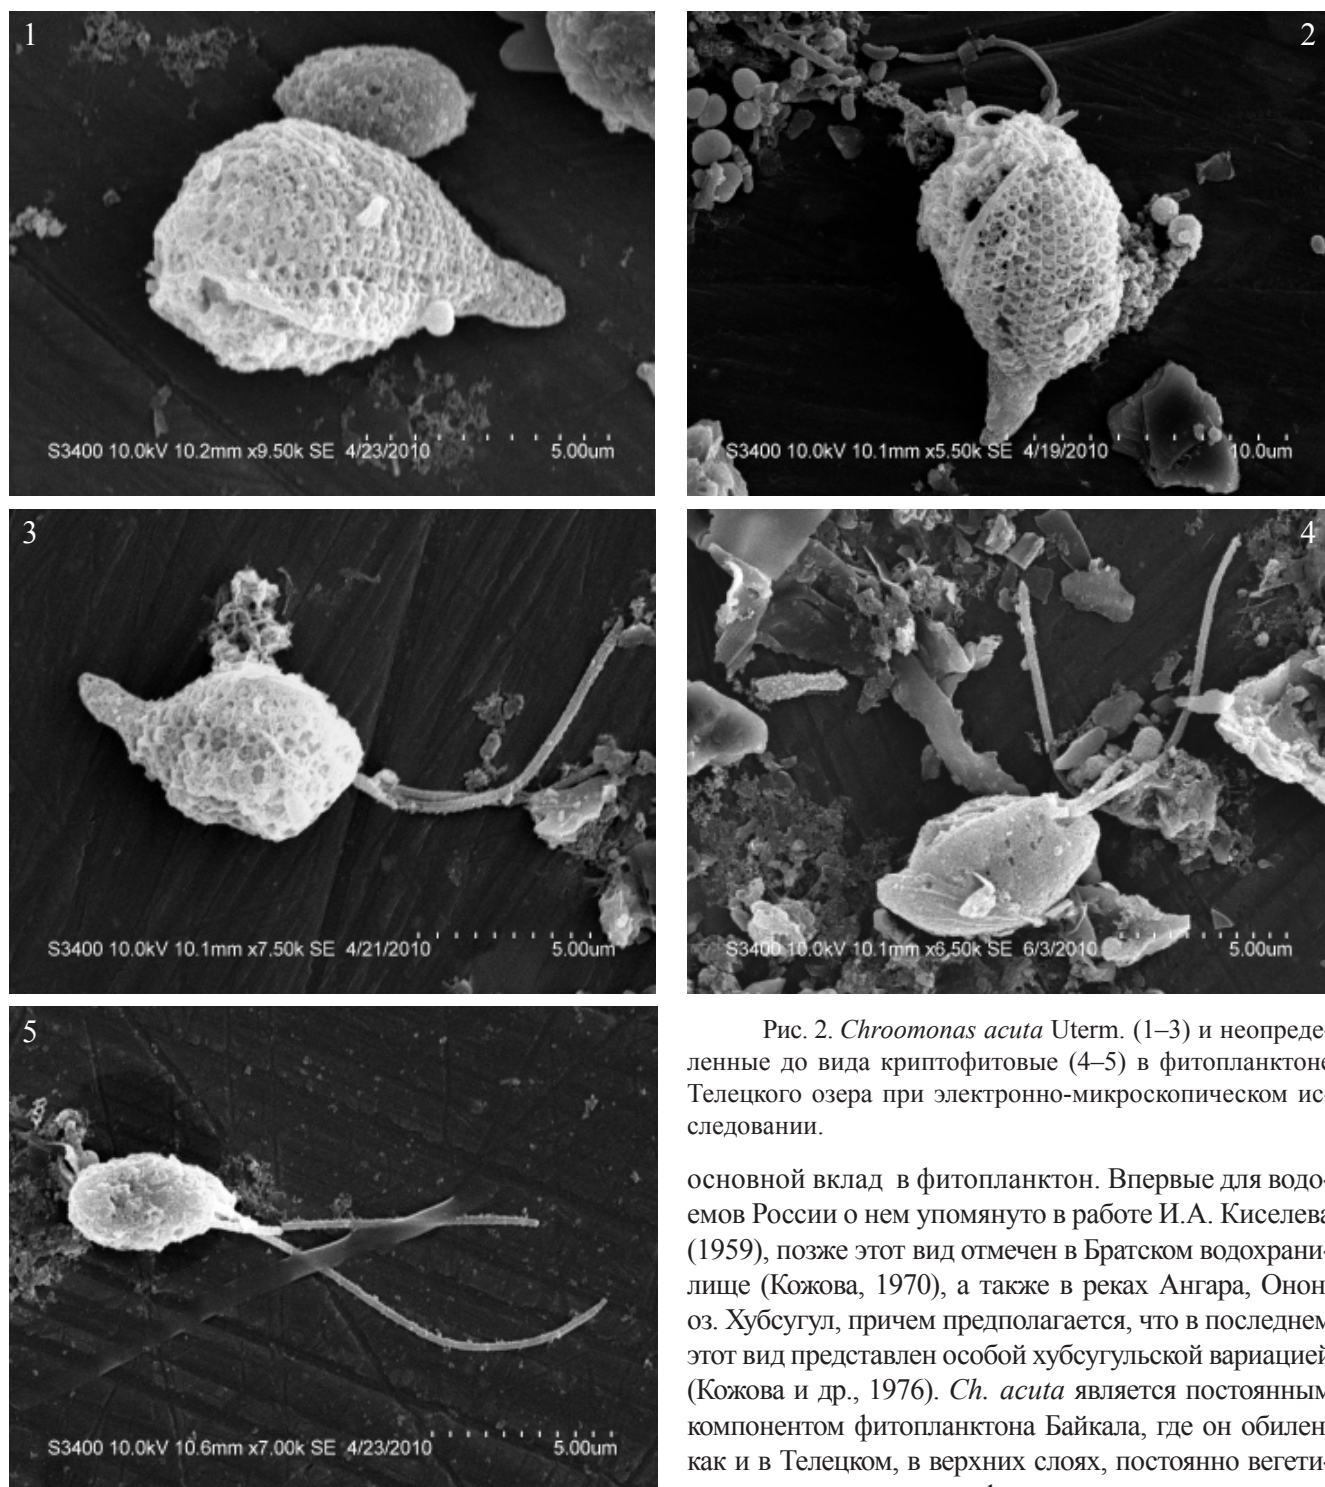 1
S3400 10.0kV 10.2mm x9.50k SE 4/23/2010 5.00um
2
S3400 10.0kV 10.1mm x5.50k SE 4/19/2010 10.0um
3
S3400 10.0kV 10.1mm x7.50k SE 4/21/2010 5.00um
4
S3400 10.0kV 10.1mm x6.50k SE 6/3/2010 5.00um
5
S3400 10.0kV 10.6mm x7.00k SE 4/23/2010 5.00um
Рис. 2. Chroomonas acuta Uterm. (1–3) и неопреде-
ленные до вида криптофитовые (4–5) в фитопланктоне
Телецкого озера при электронно-микроскопическом ис-
следовании.
основной вклад в фитопланктон. Впервые для водо-
емов России о нем упомянуто в работе И.А. Киселева
(1959), позже этот вид отмечен в Братском водохрани-
лище (Кожова, 1970), а также в реках Ангара, Онон
оз. Хубсугул, причем предполагается, что в последнем
этот вид представлен особой хубсугульской вариацией
(Кожова и др., 1976). Ch. acuta является постоянным
компонентом фитопланктона Байкала, где он обилен
как и в Телецком, в верхних слоях, постоянно вегети-